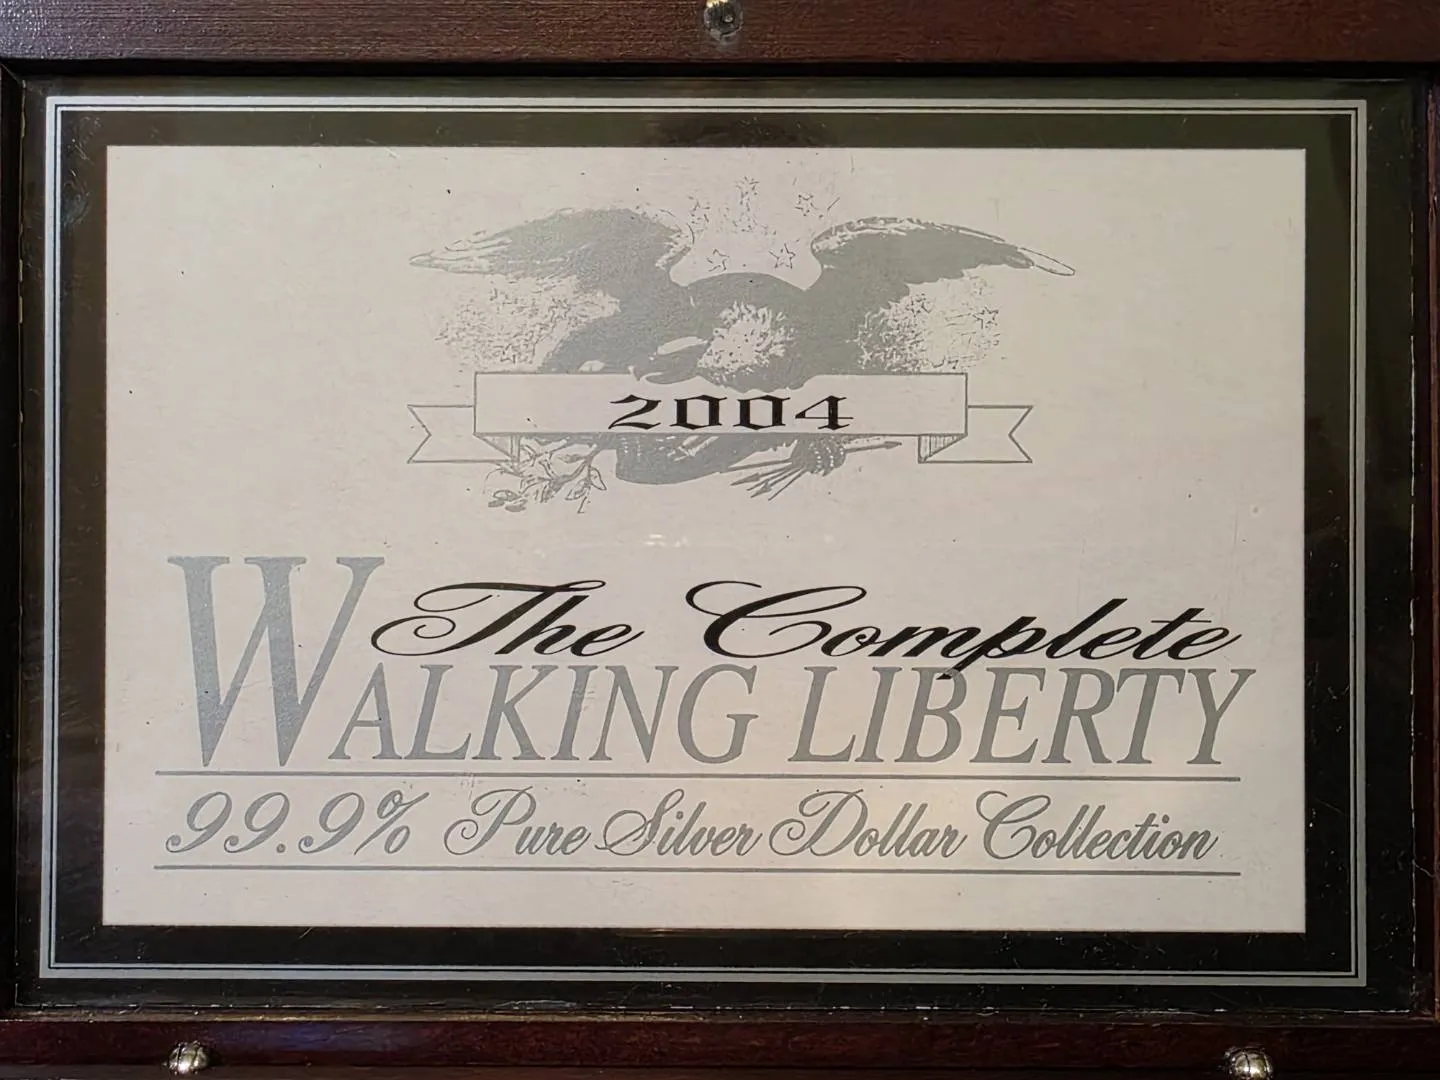 2004
The Complete
WALKING LIBERTY
99.9% Pure Silver Dollar Collection